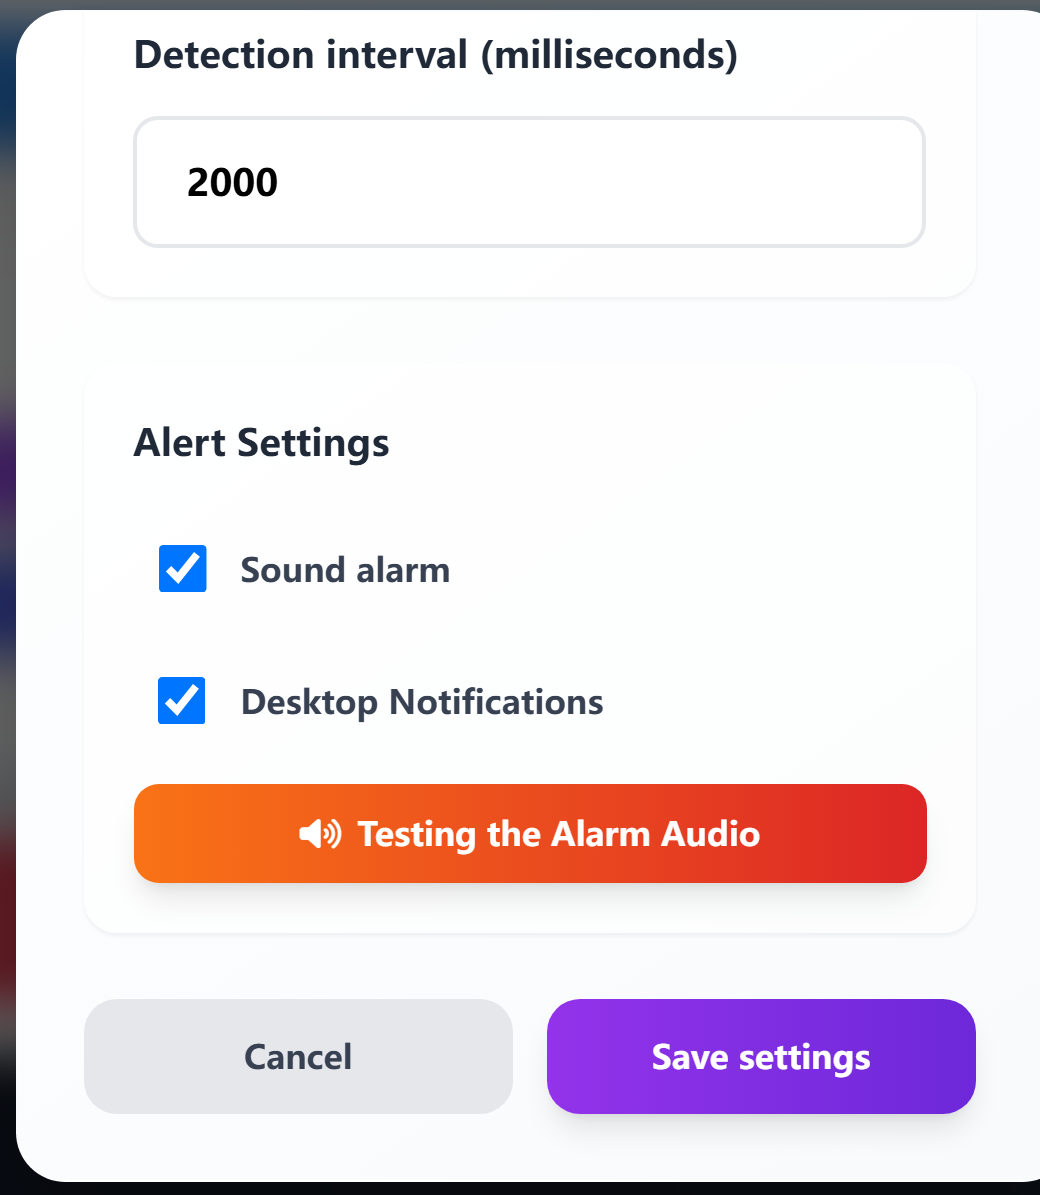 Detection interval (milliseconds)
2000
Alert Settings
Sound alarm
Desktop Notifications
Testing the Alarm Audio
Cancel
Save settings